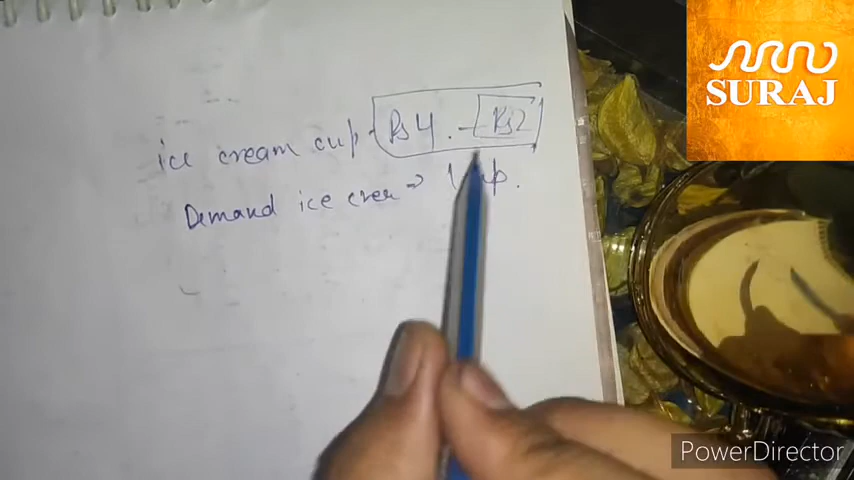 SURAJ
ice cream cup - Rs 4. - Rs 2
Demand ice crea => 1 cup.
PowerDirector